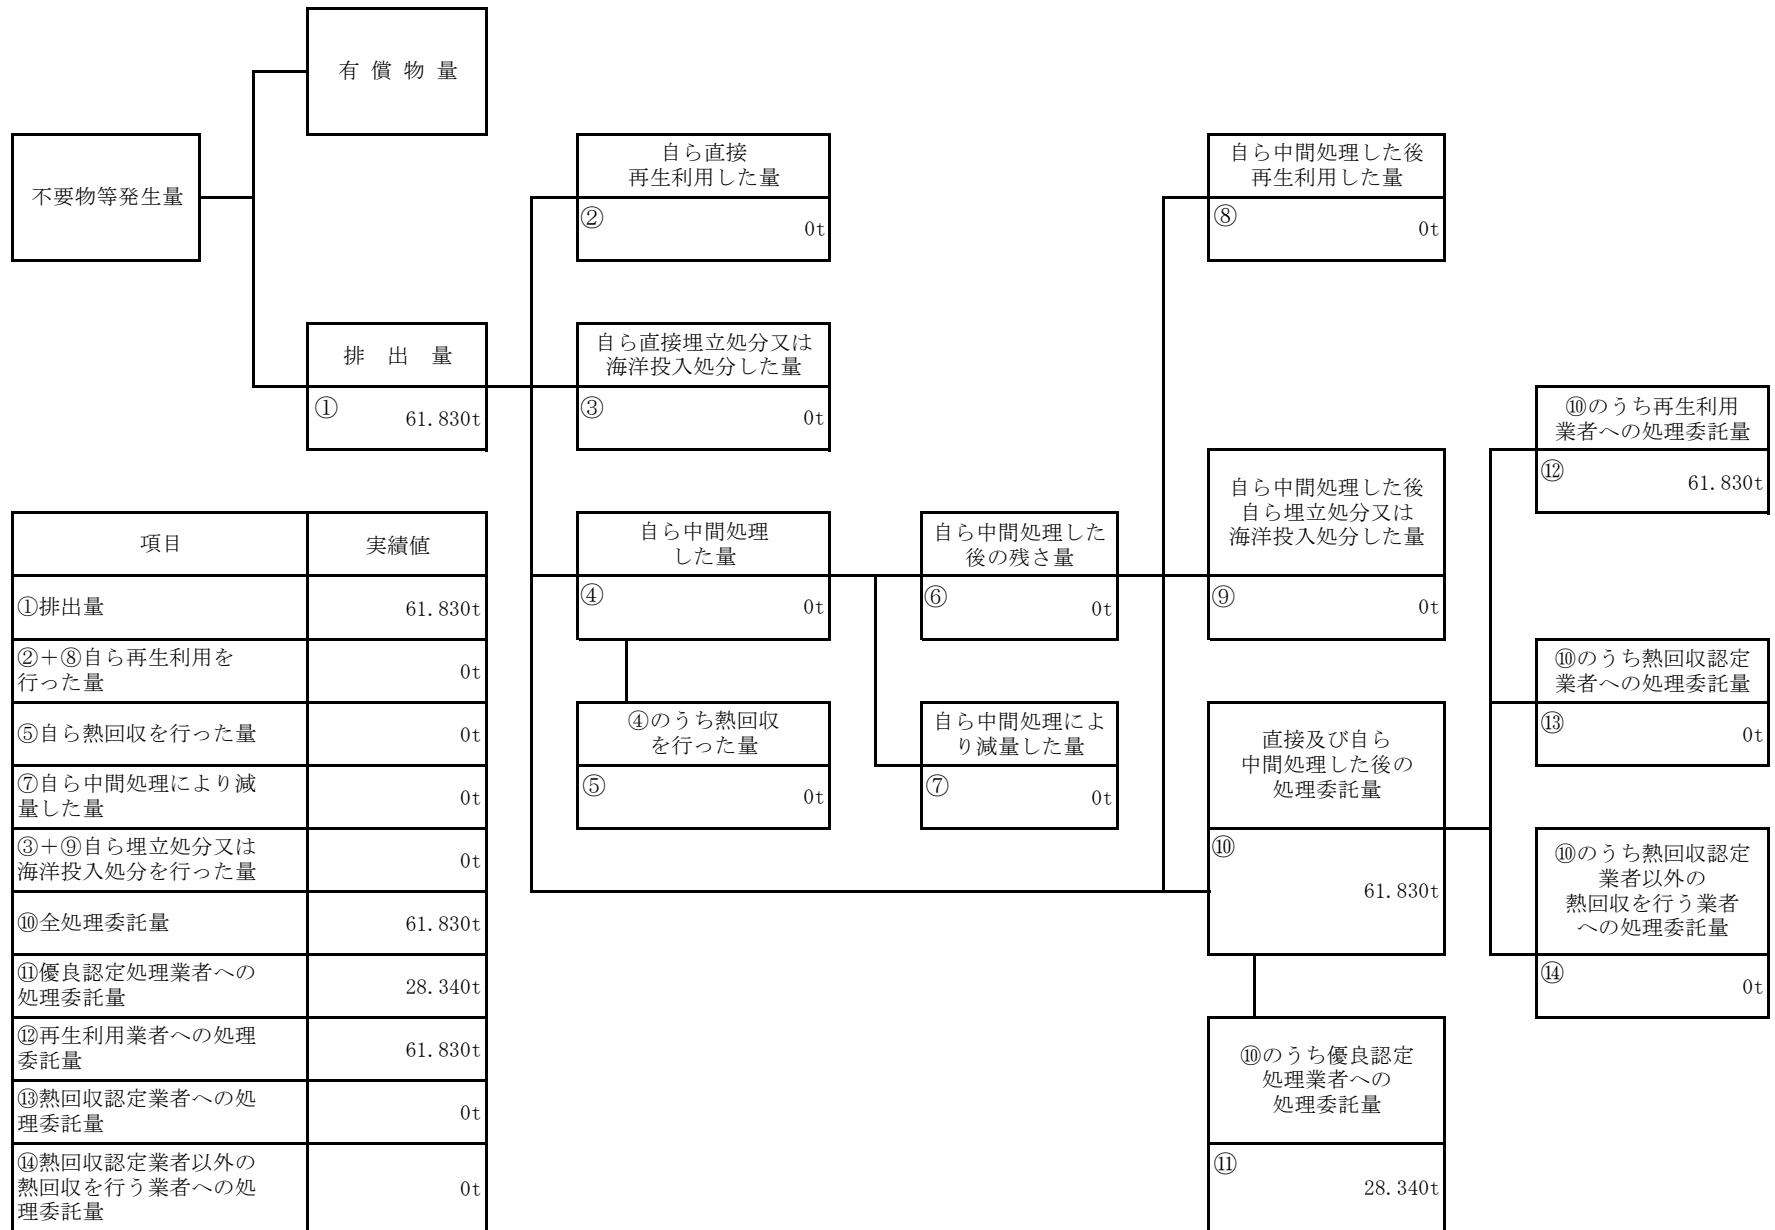 有 償 物 量
不要物等発生量
自ら直接
再生利用した量
②
0t
自ら中間処理した後
再生利用した量
⑧
0t
排 出 量
①
61.830t
自ら直接埋立処分又は
海洋投入処分した量
③
0t
⑩のうち再生利用
業者への処理委託量
⑫
61.830t
自ら中間処理
した量
④
0t
自ら中間処理した
後の残さ量
⑥
0t
自ら中間処理した後
自ら埋立処分又は
海洋投入処分した量
⑨
0t
⑩のうち熱回収認定
業者への処理委託量
⑬
0t
④のうち熱回収
を行った量
⑤
0t
自ら中間処理によ
り減量した量
⑦
0t
直接及び自ら
中間処理した後の
処理委託量
⑩
61.830t
⑩のうち熱回収認定
業者以外の
熱回収を行う業者
への処理委託量
⑭
0t
⑩のうち優良認定
処理業者への
処理委託量
⑪
28.340t
項目
実績値
①排出量
61.830t
②＋⑧自ら再生利用を
行った量
0t
⑤自ら熱回収を行った量
0t
⑦自ら中間処理により減
量した量
0t
③＋⑨自ら埋立処分又は
海洋投入処分を行った量
0t
⑩全処理委託量
61.830t
⑪優良認定処理業者への
処理委託量
28.340t
⑫再生利用業者への処理
委託量
61.830t
⑬熱回収認定業者への処
理委託量
0t
⑭熱回収認定業者以外の
熱回収を行う業者への処
理委託量
0t